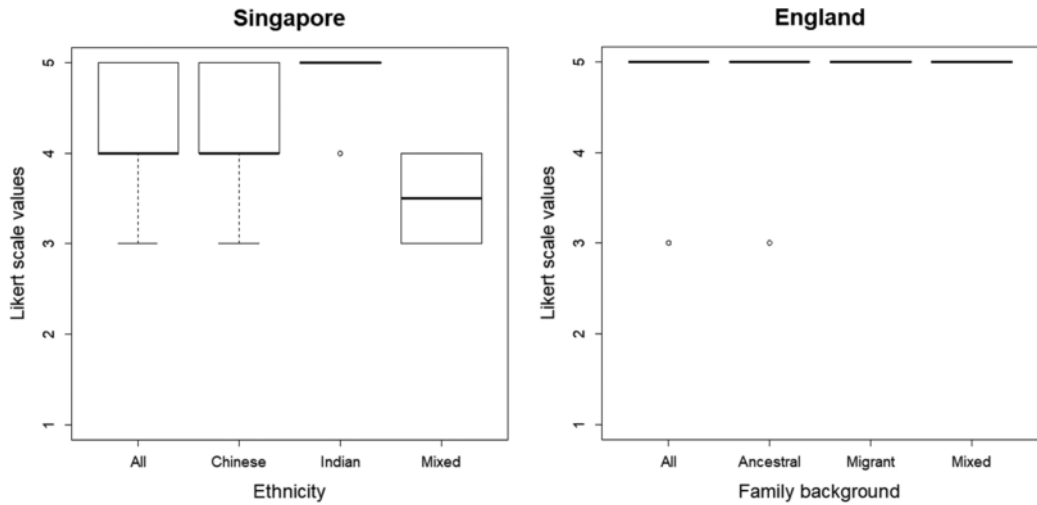 Singapore
Likert scale values
5
4
3
2
1
All Chinese Indian Mixed
Ethnicity
England
Likert scale values
5
4
3
2
1
All Ancestral Migrant Mixed
Family background